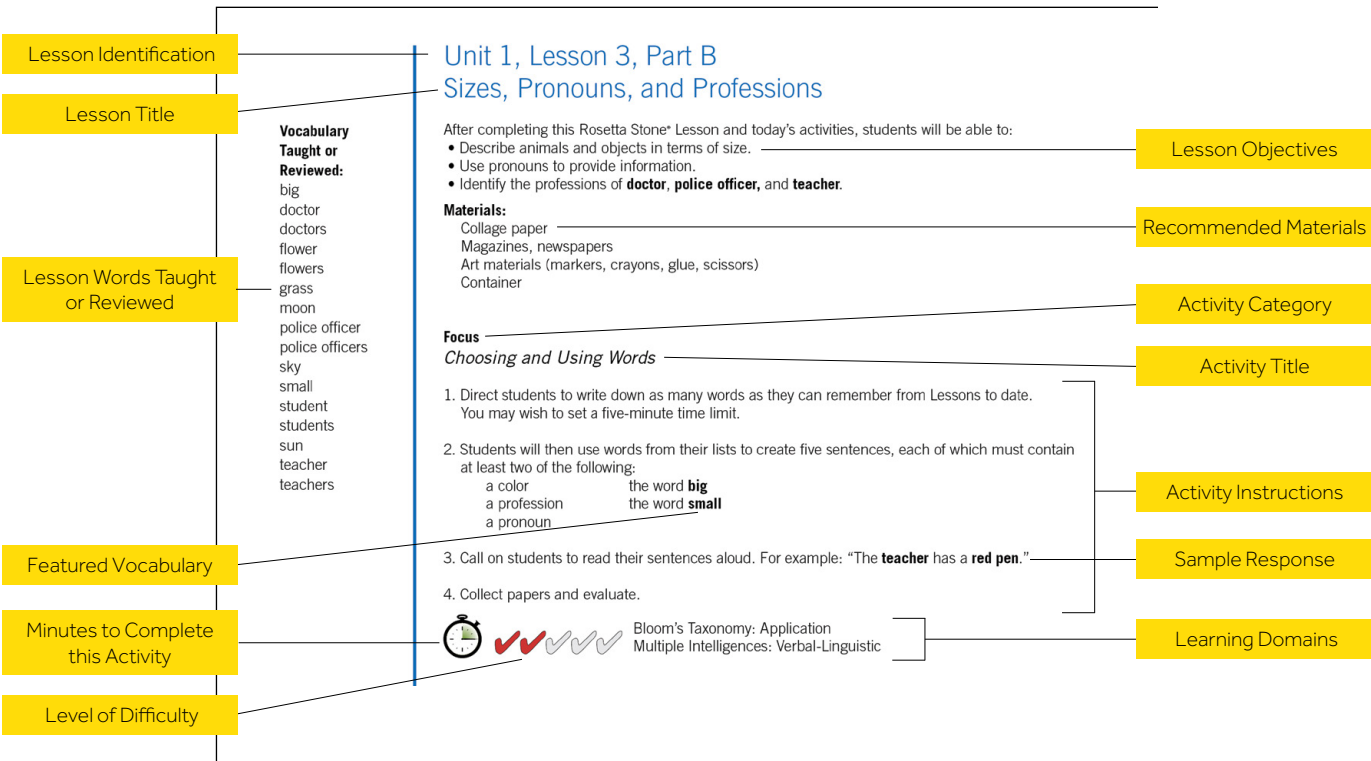 Lesson Identification
Lesson Title
Lesson Words Taught
or Reviewed
Featured Vocabulary
Minutes to Complete
this Activity
Level of Difficulty
Vocabulary
Taught or
Reviewed:
big
doctor
doctors
flower
flowers
grass
moon
police officer
police officers
sky
small
student
students
sun
teacher
teachers
Unit 1, Lesson 3, Part B
Sizes, Pronouns, and Professions
After completing this Rosetta Stone® Lesson and today's activities, students will be able to:
• Describe animals and objects in terms of size.
• Use pronouns to provide information.
• Identify the professions of doctor, police officer, and teacher.
Materials:
Collage paper
Magazines, newspapers
Art materials (markers, crayons, glue, scissors)
Container
Focus
Choosing and Using Words
1. Direct students to write down as many words as they can remember from Lessons to date.
You may wish to set a five-minute time limit.
2. Students will then use words from their lists to create five sentences, each of which must contain
at least two of the following:
a color the word big
a profession the word small
a pronoun
3. Call on students to read their sentences aloud. For example: “The teacher has a red pen.”
4. Collect papers and evaluate.
Bloom's Taxonomy: Application
Multiple Intelligences: Verbal-Linguistic
Lesson Objectives
Recommended Materials
Activity Category
Activity Title
Activity Instructions
Sample Response
Learning Domains